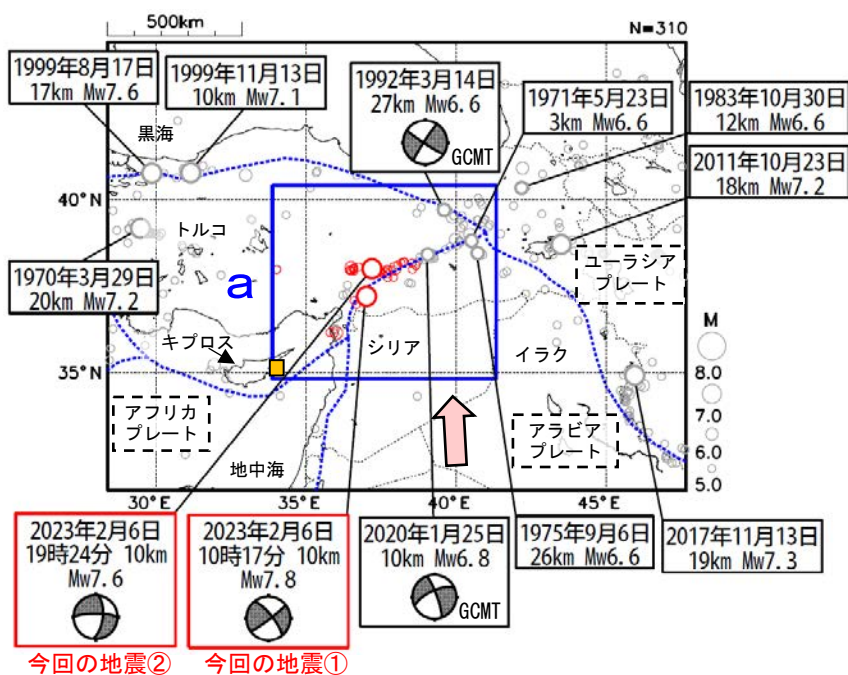 500km
N=310
1999年8月17日
17km Mw7.6
1999年11月13日
10km Mw7.1
1992年3月14日
27km Mw6.6
GCMT
1971年5月23日
3km Mw6.6
1983年10月30日
12km Mw6.6
2011年10月23日
18km Mw7.2
黒海
40°N
トルコ
1970年3月29日
20km Mw7.2
a
ユーラシア
プレート
キプロス
シリア
イラク
35°N
アフリカ
プレート
アラビア
プレート
地中海
M
8.0
7.0
6.0
5.0
30°E
35°E
40°E
45°E
2023年2月6日
19時24分 10km
Mw7.6
2023年2月6日
10時17分 10km
Mw7.8
2020年1月25日
10km Mw6.8
GCMT
1975年9月6日
26km Mw6.6
2017年11月13日
19km Mw7.3
今回の地震②
今回の地震①